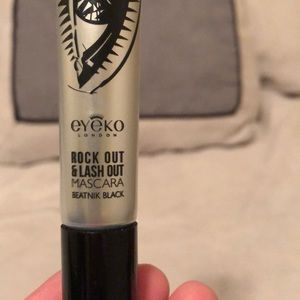 eyeko
LONDON
ROCK OUT
& LASH OUT
MASCARA
BEATNIK BLACK